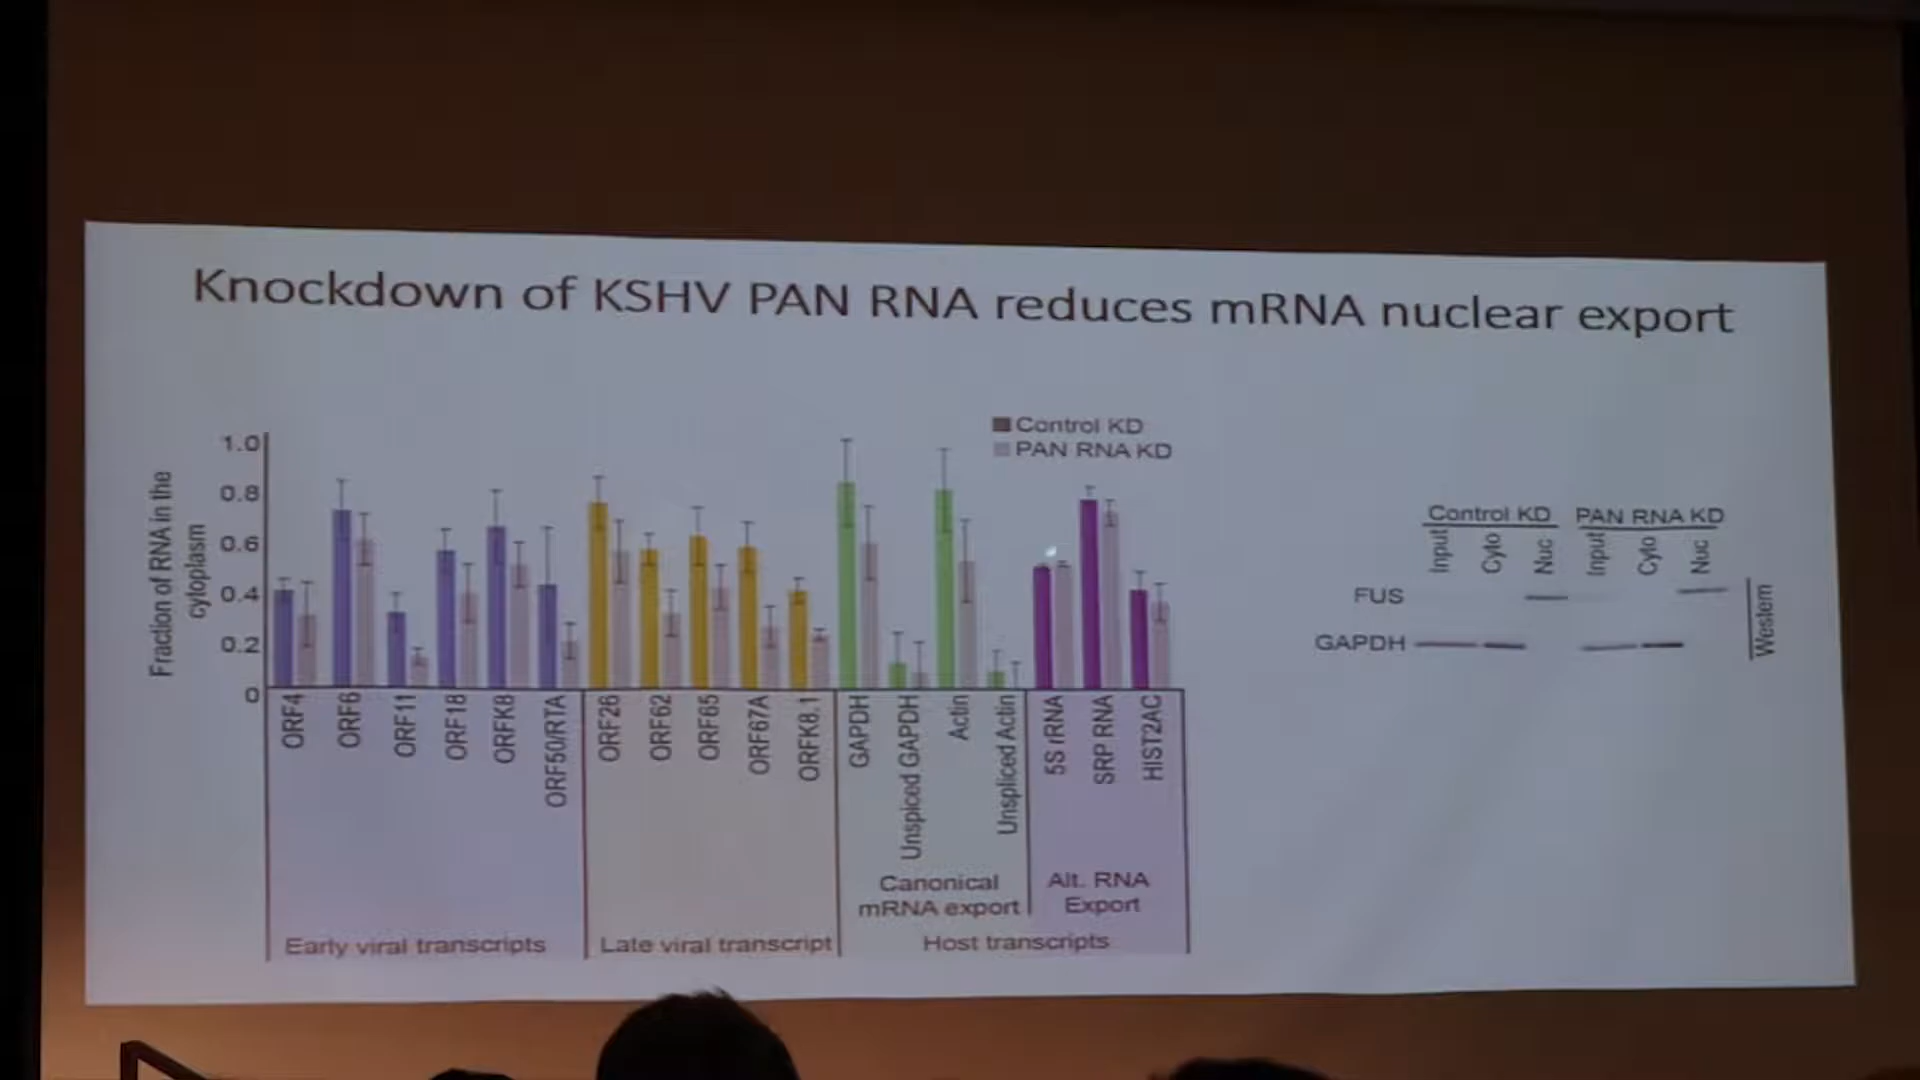 Knockdown of KSHV PAN RNA reduces mRNA nuclear export
Control KD
PAN RNA KD
Fraction of RNA in the
cytoplasm
1.0
0.8
0.6
0.4
0.2
0
ORF4
ORF6
ORF11
ORF18
ORFK8
ORF50/RTA
ORF26
ORF62
ORF65
ORF67A
ORFK8.1
GAPDH
Unspiced GAPDH
Actin
Unspliced Actin
5S rRNA
SRP RNA
HIST2AC
Canonical
mRNA export
Alt. RNA
Export
Early viral transcripts
Late viral transcript
Host transcripts
Control KD
PAN RNA KD
Input
Cyto
Nuc
Input
Cyto
Nuc
FUS
GAPDH
Western